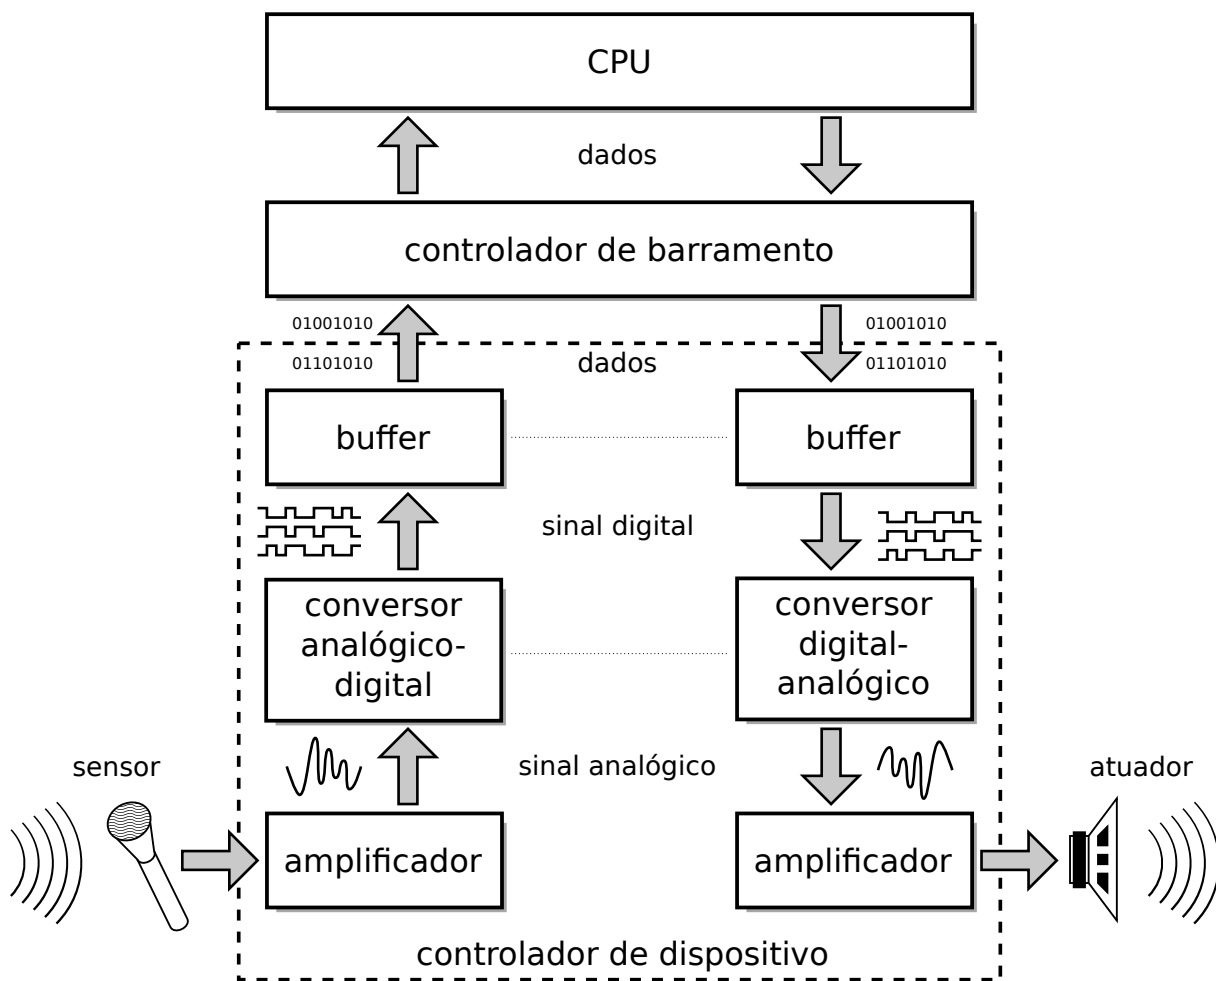 CPU
dados
controlador de barramento
01001010
01001010
01101010
dados
01101010
buffer
buffer
sinal digital
conversor
analógico-
digital
conversor
digital-
analógico
sensor
sinal analógico
atuador
amplificador
amplificador
controlador de dispositivo